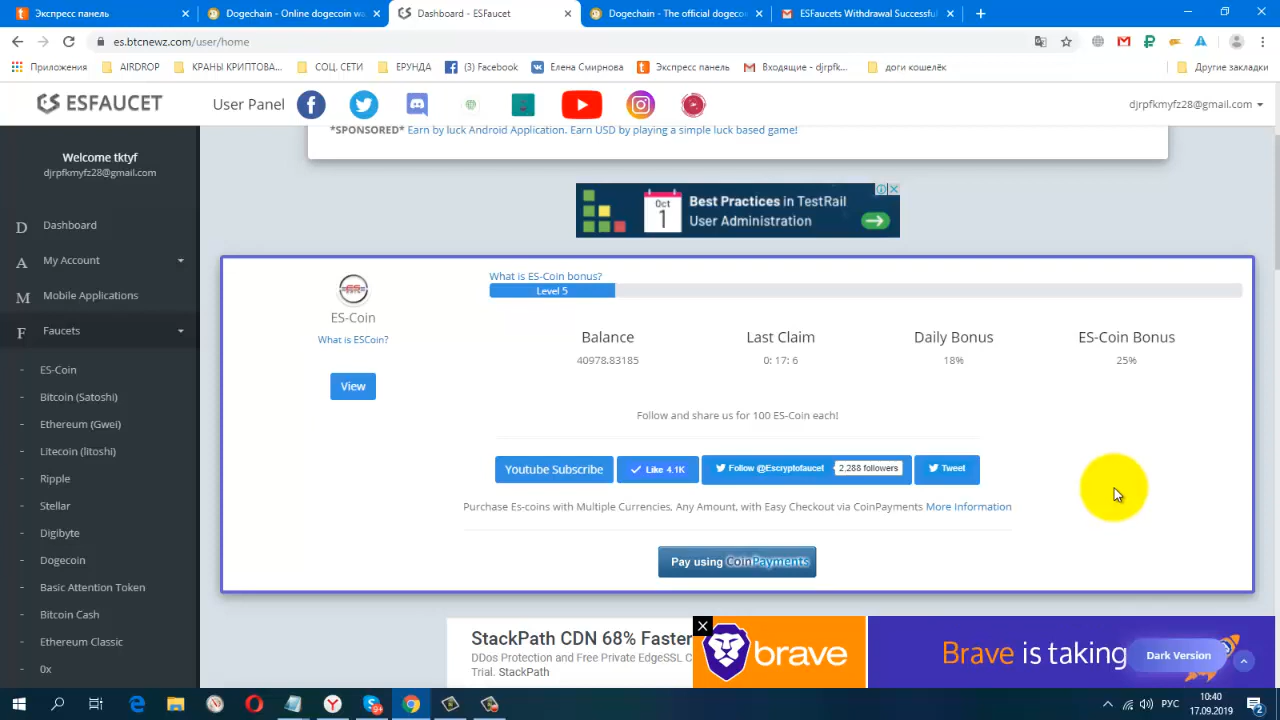 Экспресс панель
Dogechain - Online dogecoin wa
Dashboard - ESFaucet
Dogechain - The official dogecoi
ESFaucets Withdrawal Successful
es.btcnewz.com/user/home
Приложения
AIRDROP
КРАНЫ КРИПТОВА...
СОЦ. СЕТИ
ЕРУНДА
(3) Facebook
Елена Смирнова
Экспресс панель
Входящие - djrpfk...
доги кошелёк
Другие закладки
ESFAUCET
User Panel
djrpfkmyfz28@gmail.com
*SPONSORED* Earn by luck Android Application. Earn USD by playing a simple luck based game!
Welcome tktyf
djrpfkmyfz28@gmail.com
D Dashboard
A My Account
M Mobile Applications
F Faucets
- ES-Coin
- Bitcoin (Satoshi)
- Ethereum (Gwei)
- Litecoin (litoshi)
- Ripple
- Stellar
- Digibyte
- Dogecoin
- Basic Attention Token
- Bitcoin Cash
- Ethereum Classic
- 0x
Oct
1
Best Practices in TestRail
User Administration
What is ES-Coin bonus?
Level 5
ES-Coin
What is ESCoin?
View
Balance
40978.83185
Last Claim
0: 17: 6
Daily Bonus
18%
ES-Coin Bonus
25%
Follow and share us for 100 ES-Coin each!
Youtube Subscribe
Like 4.1K
Follow @Escryptofaucet
2,288 followers
Tweet
Purchase Es-coins with Multiple Currencies, Any Amount, with Easy Checkout via CoinPayments More Information
Pay using CoinPayments
StackPath CDN 68% Faster
DDos Protection and Free Private EdgeSSL C
Trial. StackPath
brave
Brave is taking
Dark Version
РУС
10:40
17.09.2019
2